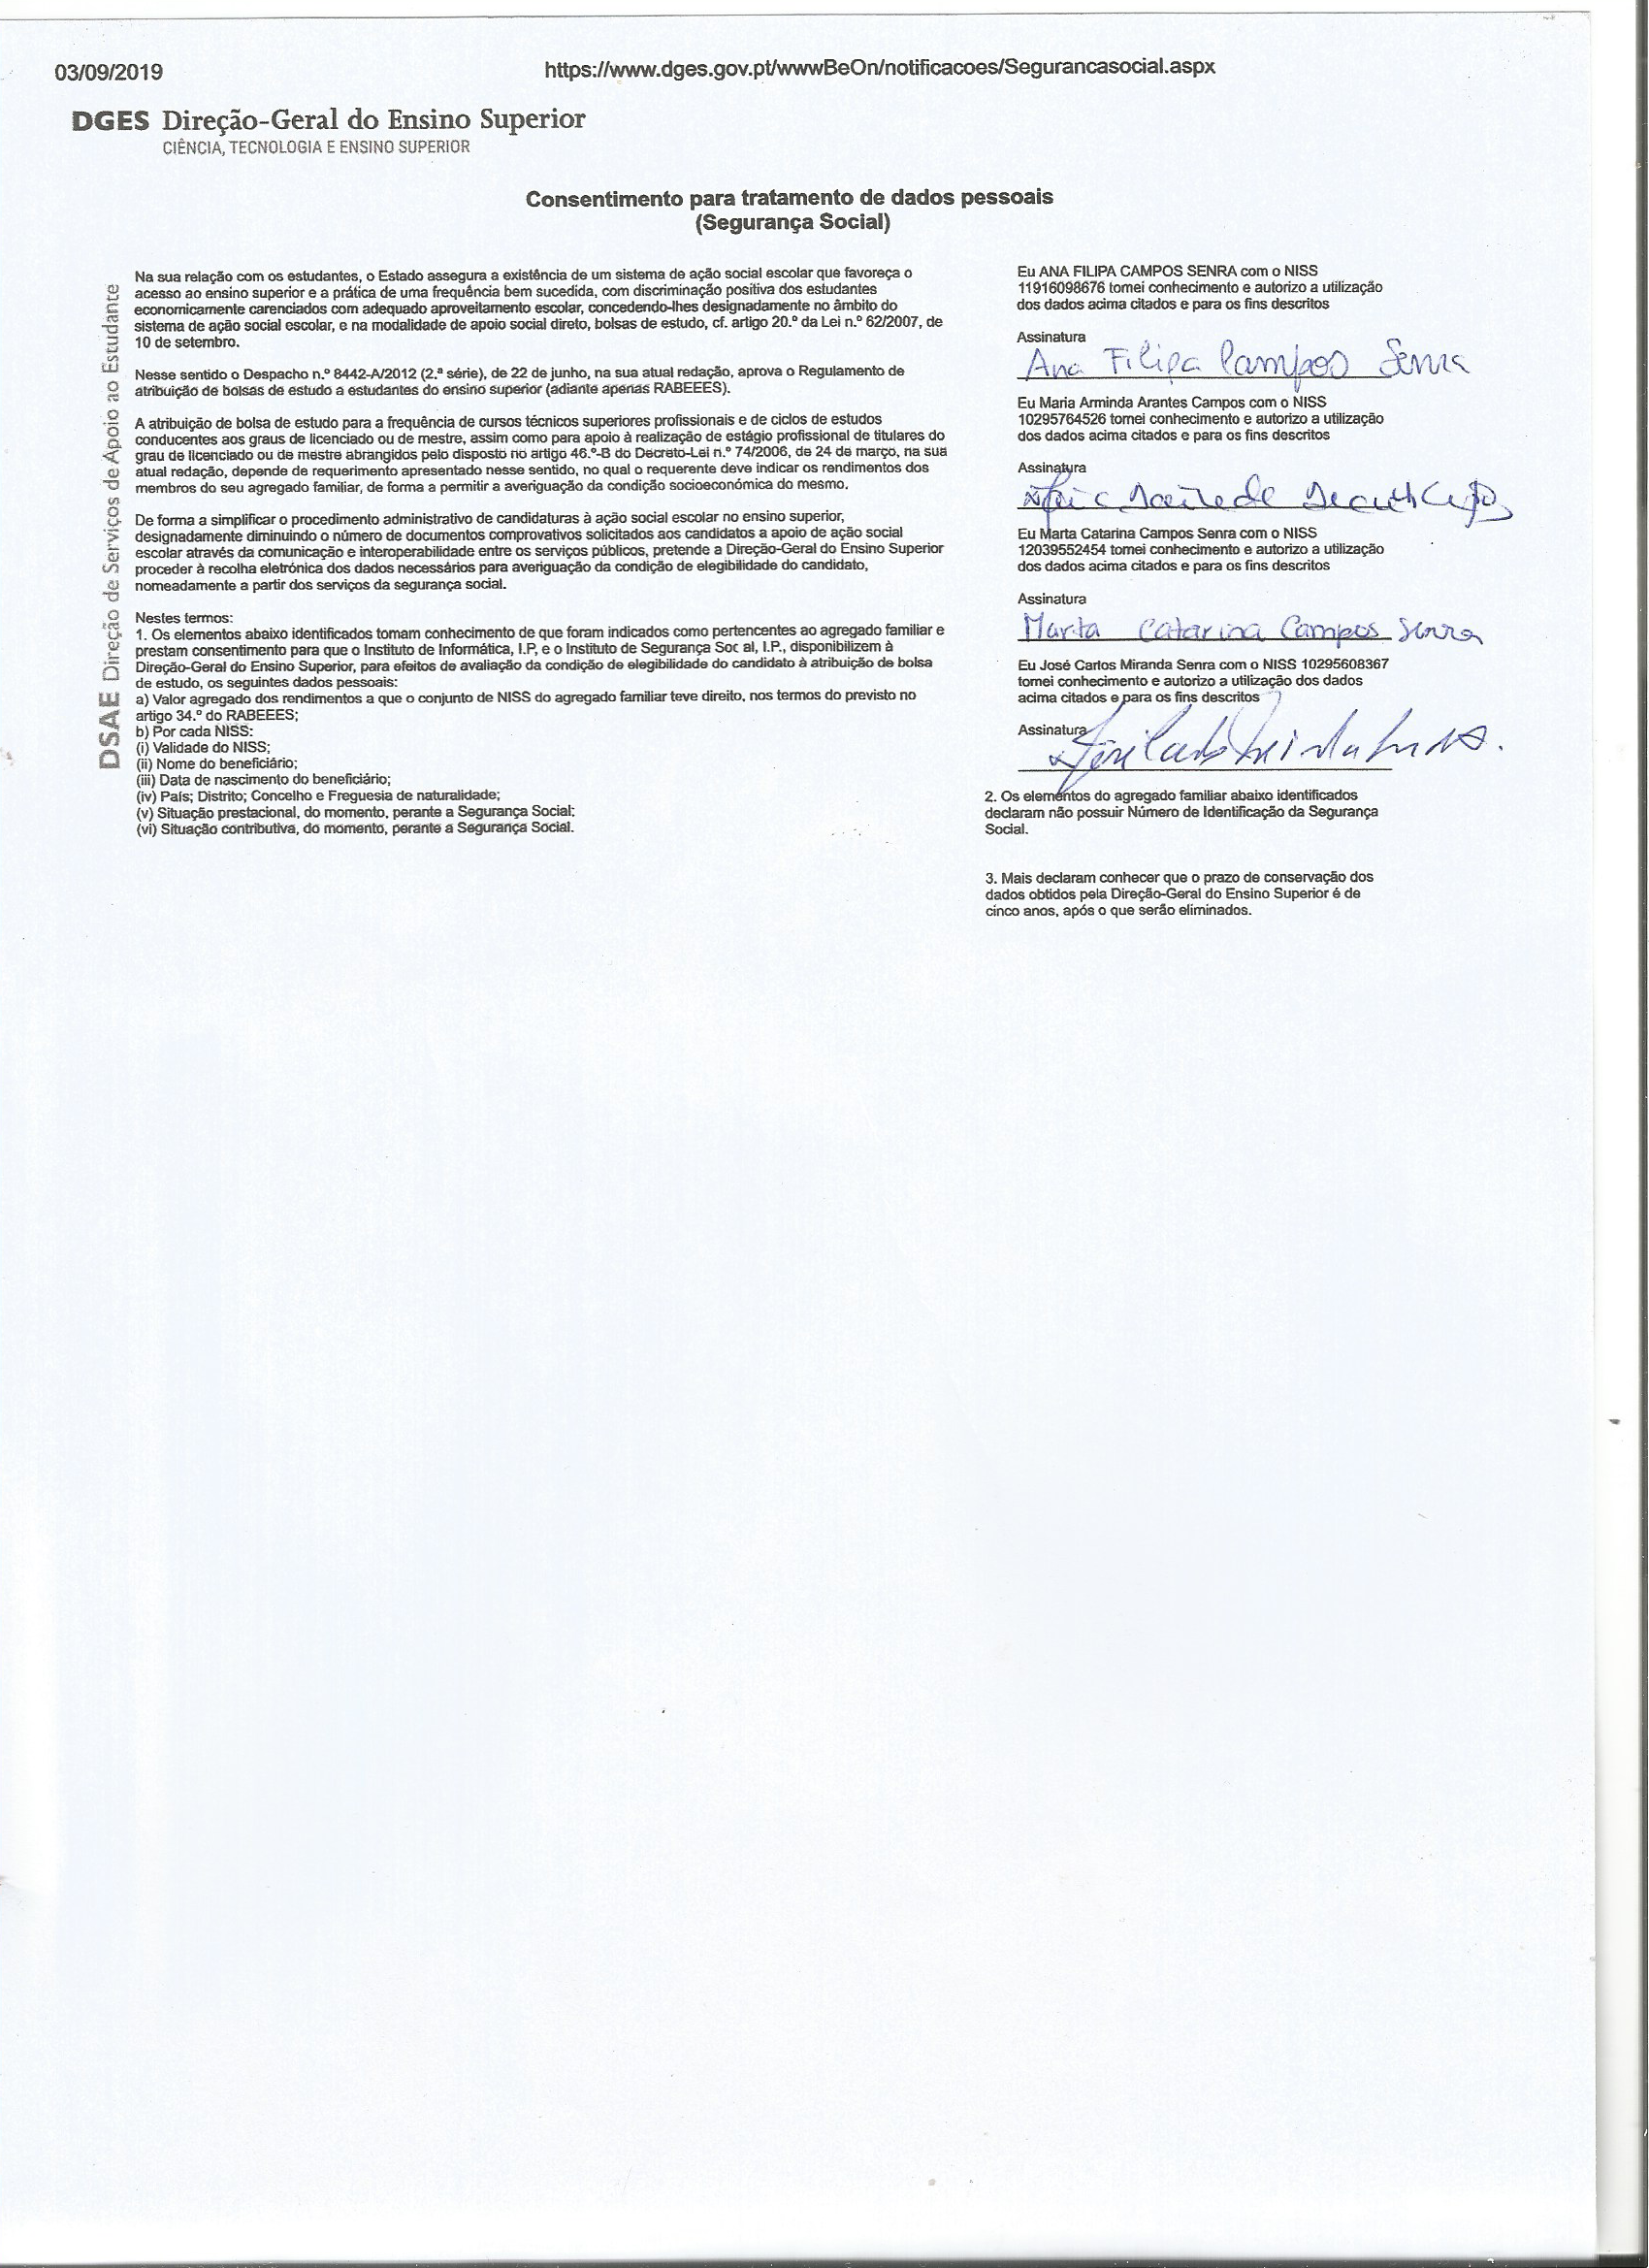 03/09/2019
https://www.dges.gov.pt/wwwBeOn/notificacoes/Segurancasocial.aspx
DGES Direção-Geral do Ensino Superior
CIÊNCIA, TECNOLOGIA E ENSINO SUPERIOR
Consentimento para tratamento de dados pessoais
(Segurança Social)
DSAE Direção de Serviços de Apoio ao Estudante
Na sua relação com os estudantes, o Estado assegura a existência de um sistema de ação social escolar que favoreça o
acesso ao ensino superior e a prática de uma frequência bem sucedida, com discriminação positiva dos estudantes
economicamente carenciados com adequado aproveitamento escolar, concedendo-lhes designadamente no âmbito do
sistema de ação social escolar, e na modalidade de apoio social direto, bolsas de estudo, cf. artigo 20.º da Lei n.º 62/2007, de
10 de setembro.
Nesse sentido o Despacho n.º 8442-A/2012 (2.ª série), de 22 de junho, na sua atual redação, aprova o Regulamento de
atribuição de bolsas de estudo a estudantes do ensino superior (adiante apenas RABEEES).
A atribuição de bolsa de estudo para a frequência de cursos técnicos superiores profissionais e de ciclos de estudos
conducentes aos graus de licenciado ou de mestre, assim como para apoio à realização de estágio profissional de titulares do
grau de licenciado ou de mestre abrangidos pelo disposto no artigo 46.º-B do Decreto-Lei n.º 74/2006, de 24 de março, na sua
atual redação, depende de requerimento apresentado nesse sentido, no qual o requerente deve indicar os rendimentos dos
membros do seu agregado familiar, de forma a permitir a averiguação da condição socioeconómica do mesmo.
De forma a simplificar o procedimento administrativo de candidaturas à ação social escolar no ensino superior,
designadamente diminuindo o número de documentos comprovativos solicitados aos candidatos a apoio de ação social
escolar através da comunicação e interoperabilidade entre os serviços públicos, pretende a Direção-Geral do Ensino Superior
proceder à recolha eletrónica dos dados necessários para averiguação da condição de elegibilidade do candidato,
nomeadamente a partir dos serviços da segurança social.
Nestes termos:
1. Os elementos abaixo identificados tomam conhecimento de que foram indicados como pertencentes ao agregado familiar e
prestam consentimento para que o Instituto de Informática, I.P, e o Instituto de Segurança Soc al, I.P., disponibilizem à
Direção-Geral do Ensino Superior, para efeitos de avaliação da condição de elegibilidade do candidato à atribuição de bolsa
de estudo, os seguintes dados pessoais:
a) Valor agregado dos rendimentos a que o conjunto de NISS do agregado familiar teve direito, nos termos do previsto no
artigo 34.º do RABEEES;
b) Por cada NISS:
(i) Validade do NISS;
(ii) Nome do beneficiário;
(iii) Data de nascimento do beneficiário;
(iv) País; Distrito; Concelho e Freguesia de naturalidade;
(v) Situação prestacional, do momento, perante a Segurança Social;
(vi) Situação contributiva, do momento, perante a Segurança Social.
Eu ANA FILIPA CAMPOS SENRA com o NISS
11916098676 tomei conhecimento e autorizo a utilização
dos dados acima citados e para os fins descritos
Assinatura
Ana Filipa Campos Senra
Eu Maria Arminda Arantes Campos com o NISS
10295764526 tomei conhecimento e autorizo a utilização
dos dados acima citados e para os fins descritos
Assinatura
Eu Marta Catarina Campos Senra com o NISS
12039552454 tomei conhecimento e autorizo a utilização
dos dados acima citados e para os fins descritos
Assinatura
Marta Catarina Campos Senra
Eu José Carlos Miranda Senra com o NISS 10295608367
tomei conhecimento e autorizo a utilização dos dados
acima citados e para os fins descritos
Assinatura
2. Os elementos do agregado familiar abaixo identificados
declaram não possuir Número de Identificação da Segurança
Social.
3. Mais declaram conhecer que o prazo de conservação dos
dados obtidos pela Direção-Geral do Ensino Superior é de
cinco anos, após o que serão eliminados.